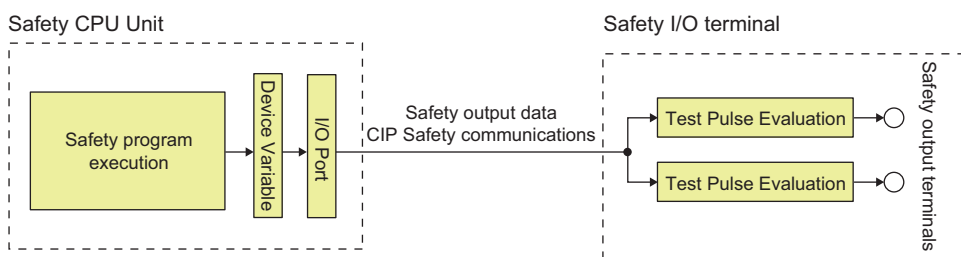 Safety CPU Unit
Safety I/O terminal
Safety program
execution
Device Variable
I/O Port
Safety output data
CIP Safety communications
Test Pulse Evaluation
Test Pulse Evaluation
Safety output terminals